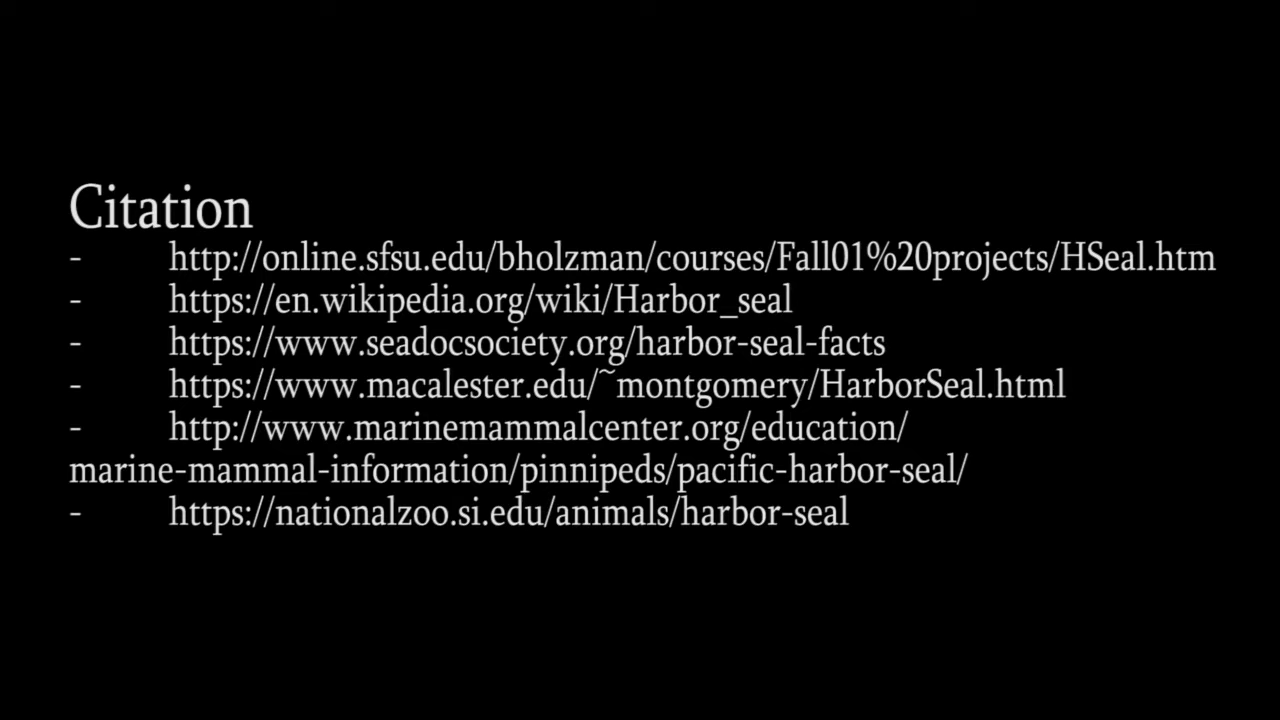 Citation
- http://online.sfsu.edu/bholzman/courses/Fall01%20projects/HSeal.htm
- https://en.wikipedia.org/wiki/Harbor_seal
- https://www.seadocsociety.org/harbor-seal-facts
- https://www.macalester.edu/~montgomery/HarborSeal.html
- http://www.marinemammalcenter.org/education/
marine-mammal-information/pinnipeds/pacific-harbor-seal/
- https://nationalzoo.si.edu/animals/harbor-seal